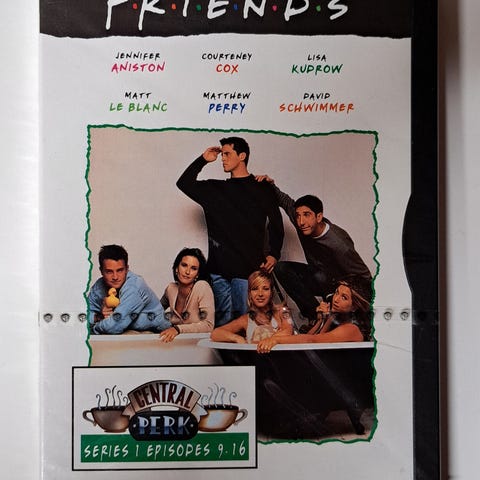 F·R·I·E·N·D·S
JENNIFER ANISTON
COURTENEY COX
LISA KUDROW
MATT LE BLANC
MATTHEW PERRY
DAVID SCHWIMMER
CENTRAL
PERK
SERIES 1 EPISODES 9-16